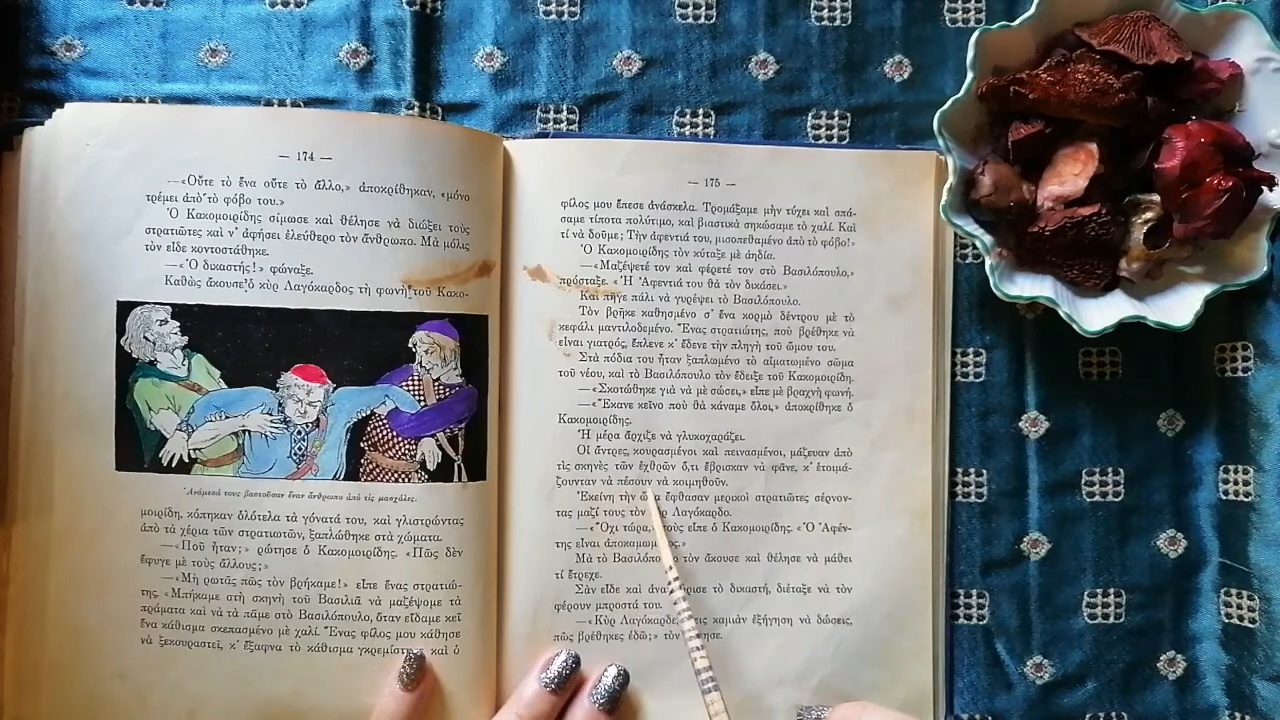 — 174 —
—«Οὔτε τὸ ἕνα οὔτε τὸ ἄλλο,» ἀποκρίθηκαν, «μόνο
τρέμει ἀπὸ τὸ φόβο του.»
Ὁ Κακομοιρίδης σίμωσε καὶ θέλησε νὰ διώξει τοὺς
στρατιῶτες καὶ ν' ἀφήσει ἐλεύθερο τὸν ἄνθρωπο. Μὰ μόλις
τὸν εἶδε κοντοστάθηκε.
—«Ὁ δικαστής!» φώναξε.
Καθὼς ἄκουσε ὁ κὺρ Λαγόκαρδος τὴ φωνὴ τοῦ Κακο-
Ἀνάμεσά τους βαστοῦσαν ἕναν ἄνθρωπο ἀπὸ τὶς μασχάλες.
μοιρίδη, κόπηκαν ὁλότελα τὰ γόνατά του, καὶ γλιστρώντας
ἀπὸ τὰ χέρια τῶν στρατιωτῶν, ξαπλώθηκε στὰ χώματα.
—«Ποῦ ἦταν;» ρώτησε ὁ Κακομοιρίδης. «Πῶς δὲν
ἔφυγε μὲ τοὺς ἄλλους;»
—«Μὴ ρωτᾶς πῶς τὸν βρήκαμε!» εἶπε ἕνας στρατιώ-
της. «Μπήκαμε στὴ σκηνὴ τοῦ Βασιλιᾶ νὰ μαζέψομε τὰ
πράματα καὶ νὰ τὰ πᾶμε στὸ Βασιλόπουλο, ὅταν εἴδαμε κεῖ
ἕνα κάθισμα σκεπασμένο μὲ χαλί. Ἕνας φίλος μου κάθησε
νὰ ξεκουραστεῖ, κ' ἔξαφνα τὸ κάθισμα γκρεμίστηκε καὶ ὁ
— 175 —
φίλος μου ἔπεσε ἀνάσκελα. Τρομάξαμε μὴν τύχει καὶ σπά-
σαμε τίποτα πολύτιμο, καὶ βιαστικὰ σηκώσαμε τὸ χαλί. Καὶ
τί νὰ δοῦμε; Τὴν ἀφεντιά του, μισοπεθαμένο ἀπὸ τὸ φόβο!»
Ὁ Κακομοιρίδης τὸν κύταξε μὲ ἀηδία.
—«Μαζέψετέ τον καὶ φέρετέ τον στὸ Βασιλόπουλο,»
πρόσταξε. «Ἡ Ἀφεντιά του θὰ τὸν δικάσει.»
Καὶ πῆγε πάλι νὰ γυρέψει τὸ Βασιλόπουλο.
Τὸν βρῆκε καθησμένο σ' ἕνα κορμὸ δέντρου μὲ τὸ
κεφάλι μαντιλοδεμένο. Ἕνας στρατιώτης, ποὺ βρέθηκε νὰ
εἶναι γιατρός, ἔπλενε κ' ἔδενε τὴν πληγὴ τοῦ ὤμου του.
Στὰ πόδια του ἦταν ξαπλωμένο τὸ αἱματωμένο σῶμα
τοῦ νέου, καὶ τὸ Βασιλόπουλο τὸν ἔδειξε τοῦ Κακομοιρίδη.
—«Σκοτώθηκε γιὰ νὰ μὲ σώσει,» εἶπε μὲ βραχνὴ φωνή.
—«Ἔκανε κεῖνο ποὺ θὰ κάναμε ὅλοι,» ἀποκρίθηκε ὁ
Κακομοιρίδης.
Ἡ μέρα ἄρχιζε νὰ γλυκοχαράζει.
Οἱ ἄντρες, κουρασμένοι καὶ πεινασμένοι, μάζευαν ἀπὸ
τὶς σκηνὲς τῶν ἐχθρῶν ὅ,τι ἔβρισκαν νὰ φᾶνε, κ' ἑτοιμά-
ζουνταν νὰ πέσουν νὰ κοιμηθοῦν.
Ἐκείνη τὴν ὥρα ἔφθασαν μερικοὶ στρατιῶτες σέρνον-
τας μαζί τους τὸν κὺρ Λαγόκαρδο.
—«Ὄχι τώρα,» τοὺς εἶπε ὁ Κακομοιρίδης. «Ὁ Ἀφέν-
της εἶναι
Μὰ τὸ Βασιλόπουλο τὸν ἄκουσε καὶ θέλησε νὰ μάθει
τί ἔτρεχε.
Σὰν εἶδε καὶ ἀναγνώρισε τὸ δικαστή, διέταξε νὰ τὸν
φέρουν μπροστά του.
—«Κὺρ Λαγόκαρδε, ἔχεις καμιὰν ἐξήγηση νὰ δώσεις,
πῶς βρέθηκες ἐδῶ;» τὸν